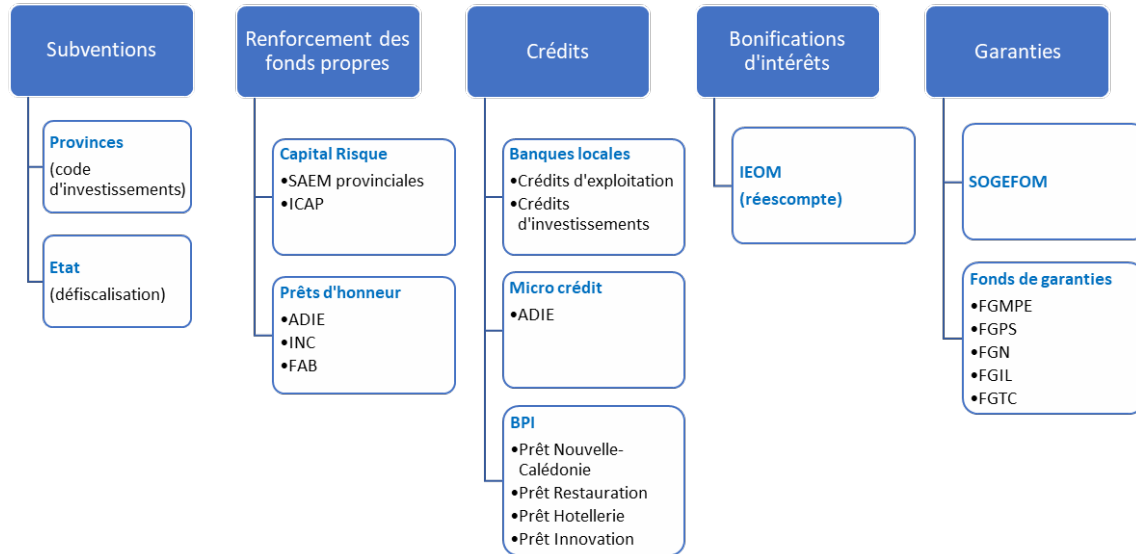 Subventions
Provinces
(code
d'investissements)
Etat
(défiscalisation)
Renforcement des
fonds propres
Capital Risque
•SAEM provinciales
•ICAP
Prêts d'honneur
•ADIE
•INC
•FAB
Crédits
Banques locales
•Crédits d'exploitation
•Crédits
d'investissements
Micro crédit
•ADIE
BPI
•Prêt Nouvelle-
Calédonie
•Prêt Restauration
•Prêt Hotellerie
•Prêt Innovation
Bonifications
d'intérêts
IEOM
(réescompte)
Garanties
SOGEFOM
Fonds de garanties
•FGMPE
•FGPS
•FGN
•FGIL
•FGTC